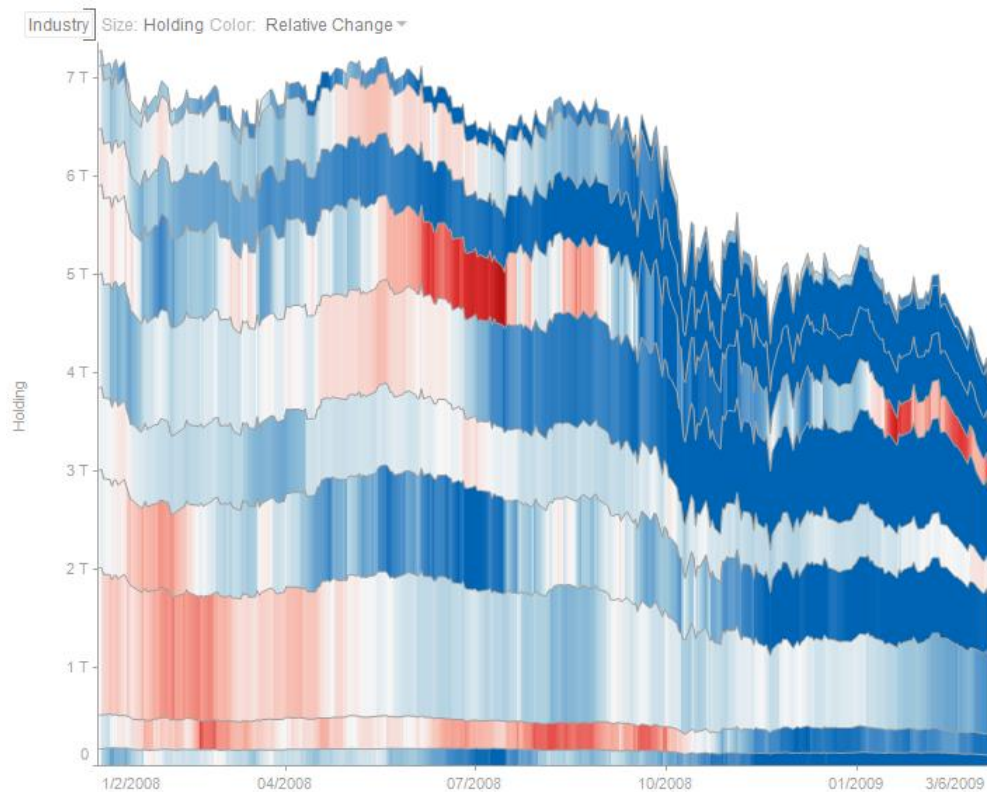 Industry Size: Holding Color: Relative Change
7 T
6 T
5 T
4 T
Holding
3 T
2 T
1 T
0
1/2/2008 04/2008 07/2008 10/2008 01/2009 3/6/2009